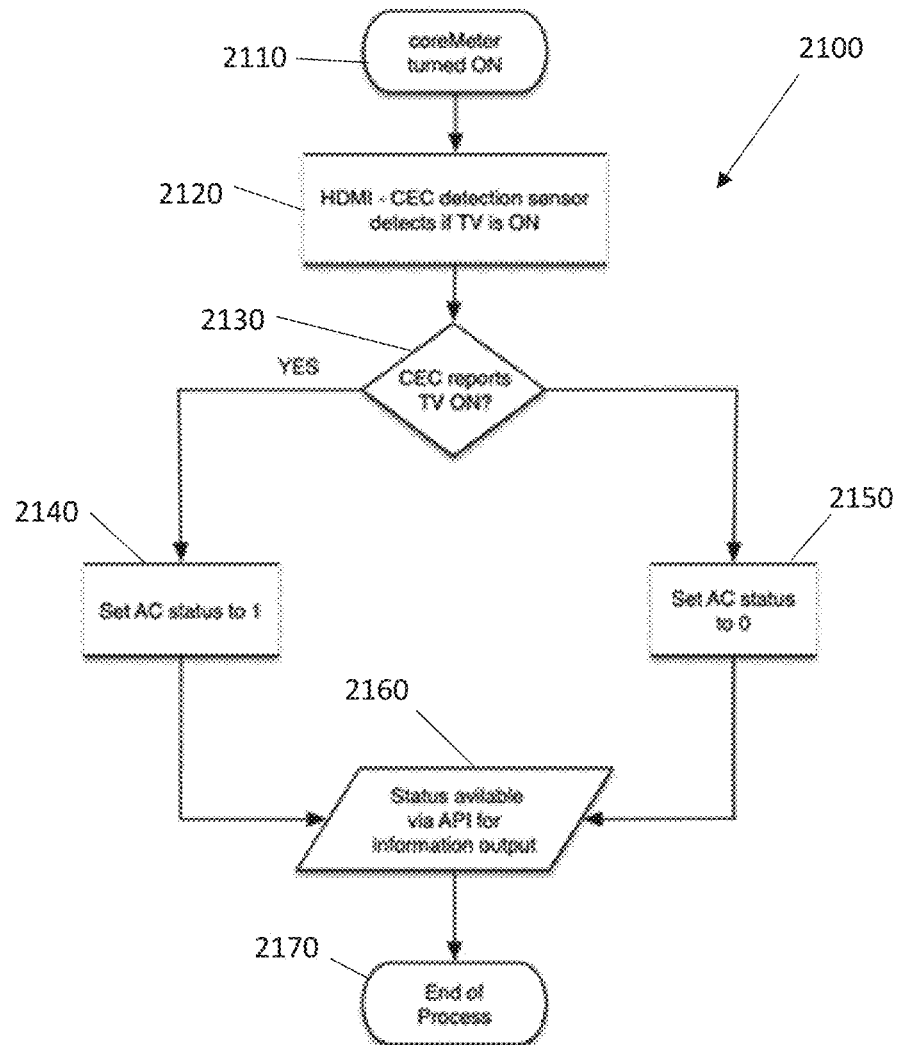 2110
coreMeter
turned ON
2100
2120
HDMI - CEC detection sensor
detects if TV is ON
2130
YES
CEC reports
TV ON?
2140
2150
Set AC status to 1
Set AC status
to 0
2160
Status avilable
via API for
information output
2170
End of
Process